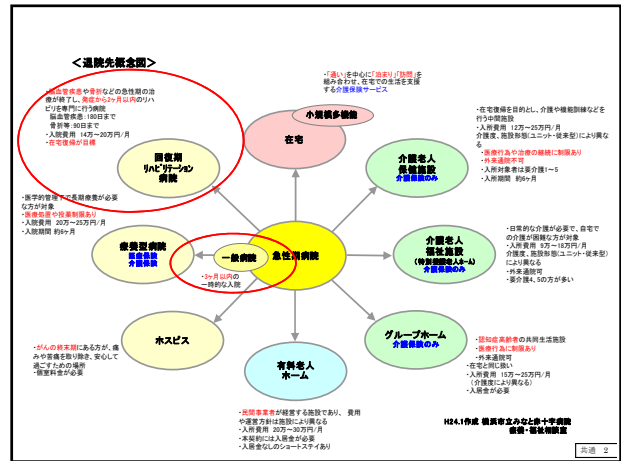 ＜退院先概念図＞
・脳血管疾患や骨折などの急性期の治
療が終了し、発症から2ヶ月以内のリハ
ビリを専門に行う病院
脳血管疾患：180日まで
骨折等：90日まで
・入院費用 14万～20万円/月
・在宅復帰が目標
・「通い」を中心に「泊まり」「訪問」を
組み合わせ、在宅での生活を支援
する介護保険サービス
小規模多機能
在宅
・在宅復帰を目的とし、介護や機能訓練などを
行う中間施設
・入所費用 12万～25万円/月
介護度、施設形態（ユニット・従来型）により異な
る
・医療行為や治療の継続に制限あり
・外来通院不可
・入所対象者は要介護1～5
・入所期間 約6ヶ月
回復期
リハビリテーション
病院
介護老人
保健施設
介護保険のみ
・医学的管理下で長期療養が必要
な方が対象
・医療処置や投薬制限あり
・入院費用 20万～25万円/月
・入院期間 約6ヶ月
療養型病院
医療保険
介護保険
一般病院
・3ヶ月以内の
一時的な入院
急性期病院
介護老人
福祉施設
（特別養護老人ホーム）
介護保険のみ
・日常的な介護が必要で、自宅で
の介護が困難な方が対象
・入所費用 9万～18万円/月
介護度、施設形態（ユニット・従来型）
により異なる
・外来通院可
・要介護4、5の方が多い
ホスピス
・がんの終末期にある方が、痛
みや苦痛を取り除き、安心して
過ごすための場所
・個室料金が必要
有料老人
ホーム
グループホーム
介護保険のみ
・認知症高齢者の共同生活施設
・医療行為に制限あり
・外来通院可
・在宅と同じ扱い
・入所費用 15万～25万円/月
（介護度により異なる）
・入居金が必要
・民間事業者が経営する施設であり、 費用
や運営方針は施設により異なる
・入所費用 20万～30万円/月
・本契約には入居金が必要
・入居金なしのショートステイあり
H24.1作成 横浜市立みなと赤十字病院
療養・福祉相談室
共通 2